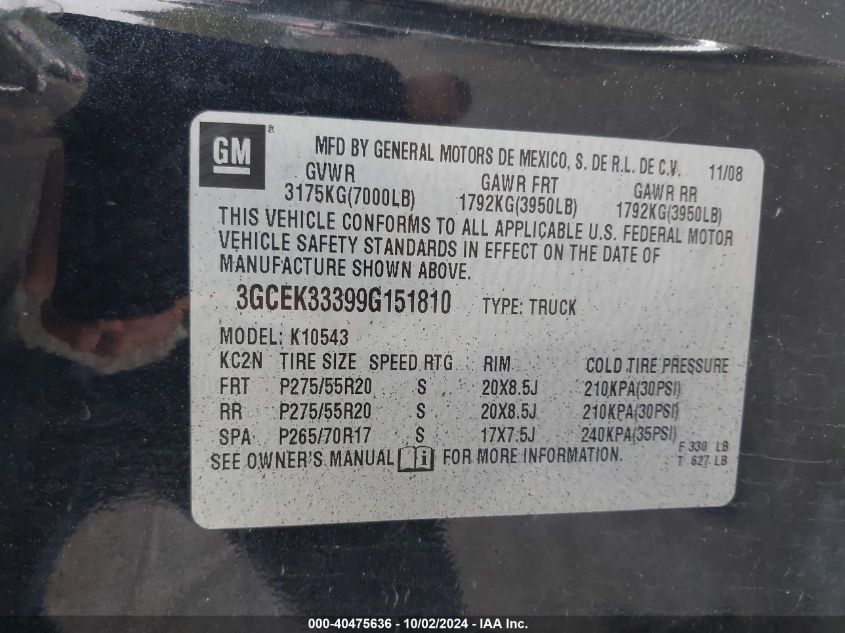 GM ®
MFD BY GENERAL MOTORS DE MEXICO, S. DE R.L. DE C.V. 11/08
GVWR GAWR FRT GAWR RR
3175KG(7000LB) 1792KG(3950LB) 1792KG(3950LB)
THIS VEHICLE CONFORMS TO ALL APPLICABLE U.S. FEDERAL MOTOR
VEHICLE SAFETY STANDARDS IN EFFECT ON THE DATE OF
MANUFACTURE SHOWN ABOVE.
3GCEK33399G151810 TYPE: TRUCK
MODEL: K10543
KC2N TIRE SIZE SPEED RTG RIM COLD TIRE PRESSURE
FRT P275/55R20 S 20X8.5J 210KPA(30PSI)
RR P275/55R20 S 20X8.5J 210KPA(30PSI)
SPA P265/70R17 S 17X7.5J 240KPA(35PSI)
SEE OWNER'S MANUAL i FOR MORE INFORMATION.
F 330 LB
T 627 LB
000-40475636 - 10/02/2024 - IAA Inc.